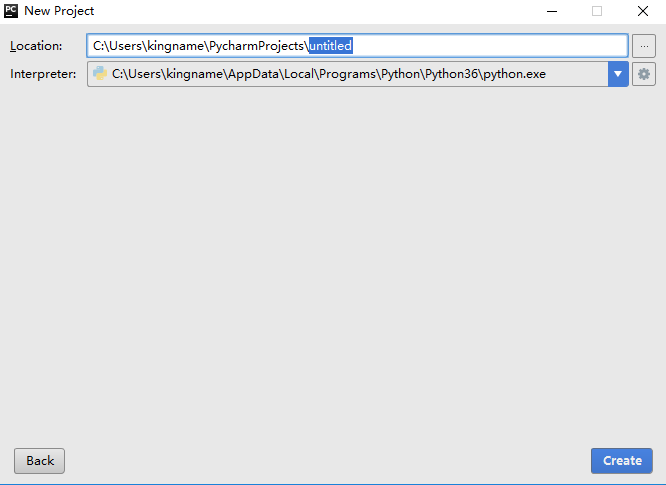 PC New Project
Location: C:\Users\kingname\PycharmProjects\untitled ...
Interpreter: C:\Users\kingname\AppData\Local\Programs\Python\Python36\python.exe
Back Create